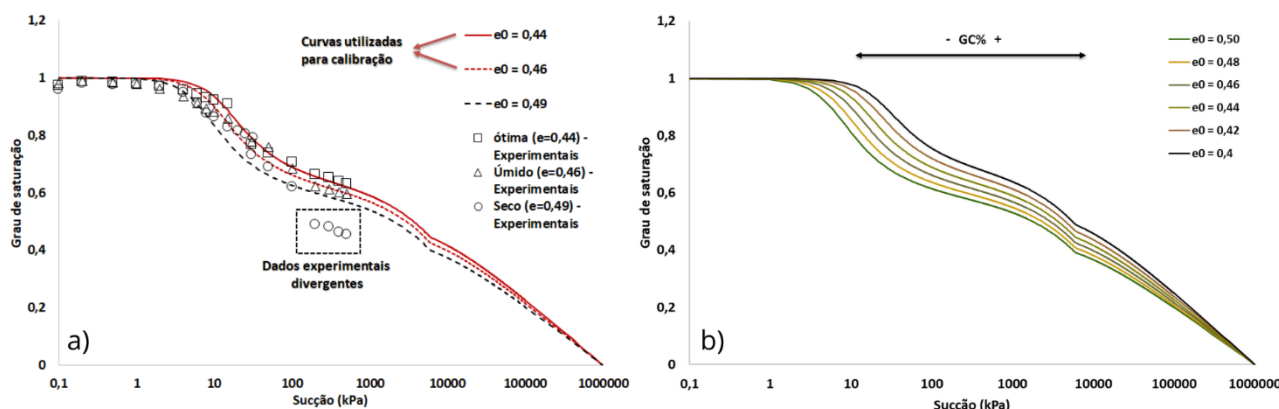 1,2
1
0,8
0,6
0,4
0,2
0
Grau de saturação
0,1
1
10
100
1000
10000
100000
1000000
Sucção (kPa)
a)
Curvas utilizadas
para calibração
e0 = 0,44
e0 = 0,46
e0 = 0,49
ótima (e=0,44) -
Experimentais
Úmido (e=0,46) -
Experimentais
Seco (e=0,49) -
Experimentais
Dados experimentais
divergentes
1,2
1
0,8
0,6
0,4
0,2
0
Grau de saturação
0,1
1
10
100
1000
10000
100000
1000000
Sucção (kPa)
b)
- GC% +
e0 = 0,50
e0 = 0,48
e0 = 0,46
e0 = 0,44
e0 = 0,42
e0 = 0,4